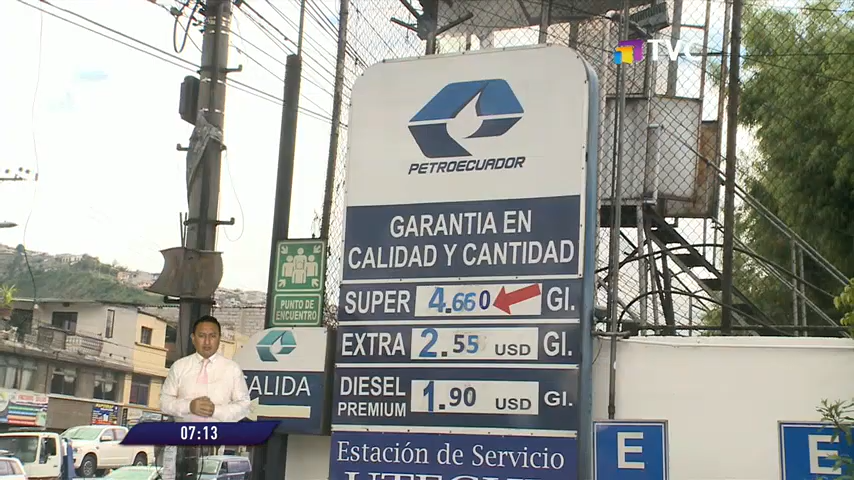 TVC
PETROECUADOR
GARANTIA EN
CALIDAD Y CANTIDAD
SUPER 4.660 Gl.
EXTRA 2.55 USD Gl.
DIESEL PREMIUM 1.90 USD Gl.
Estación de Servicio
PUNTO DE
ENCUENTRO
SALIDA
E
E
07:13